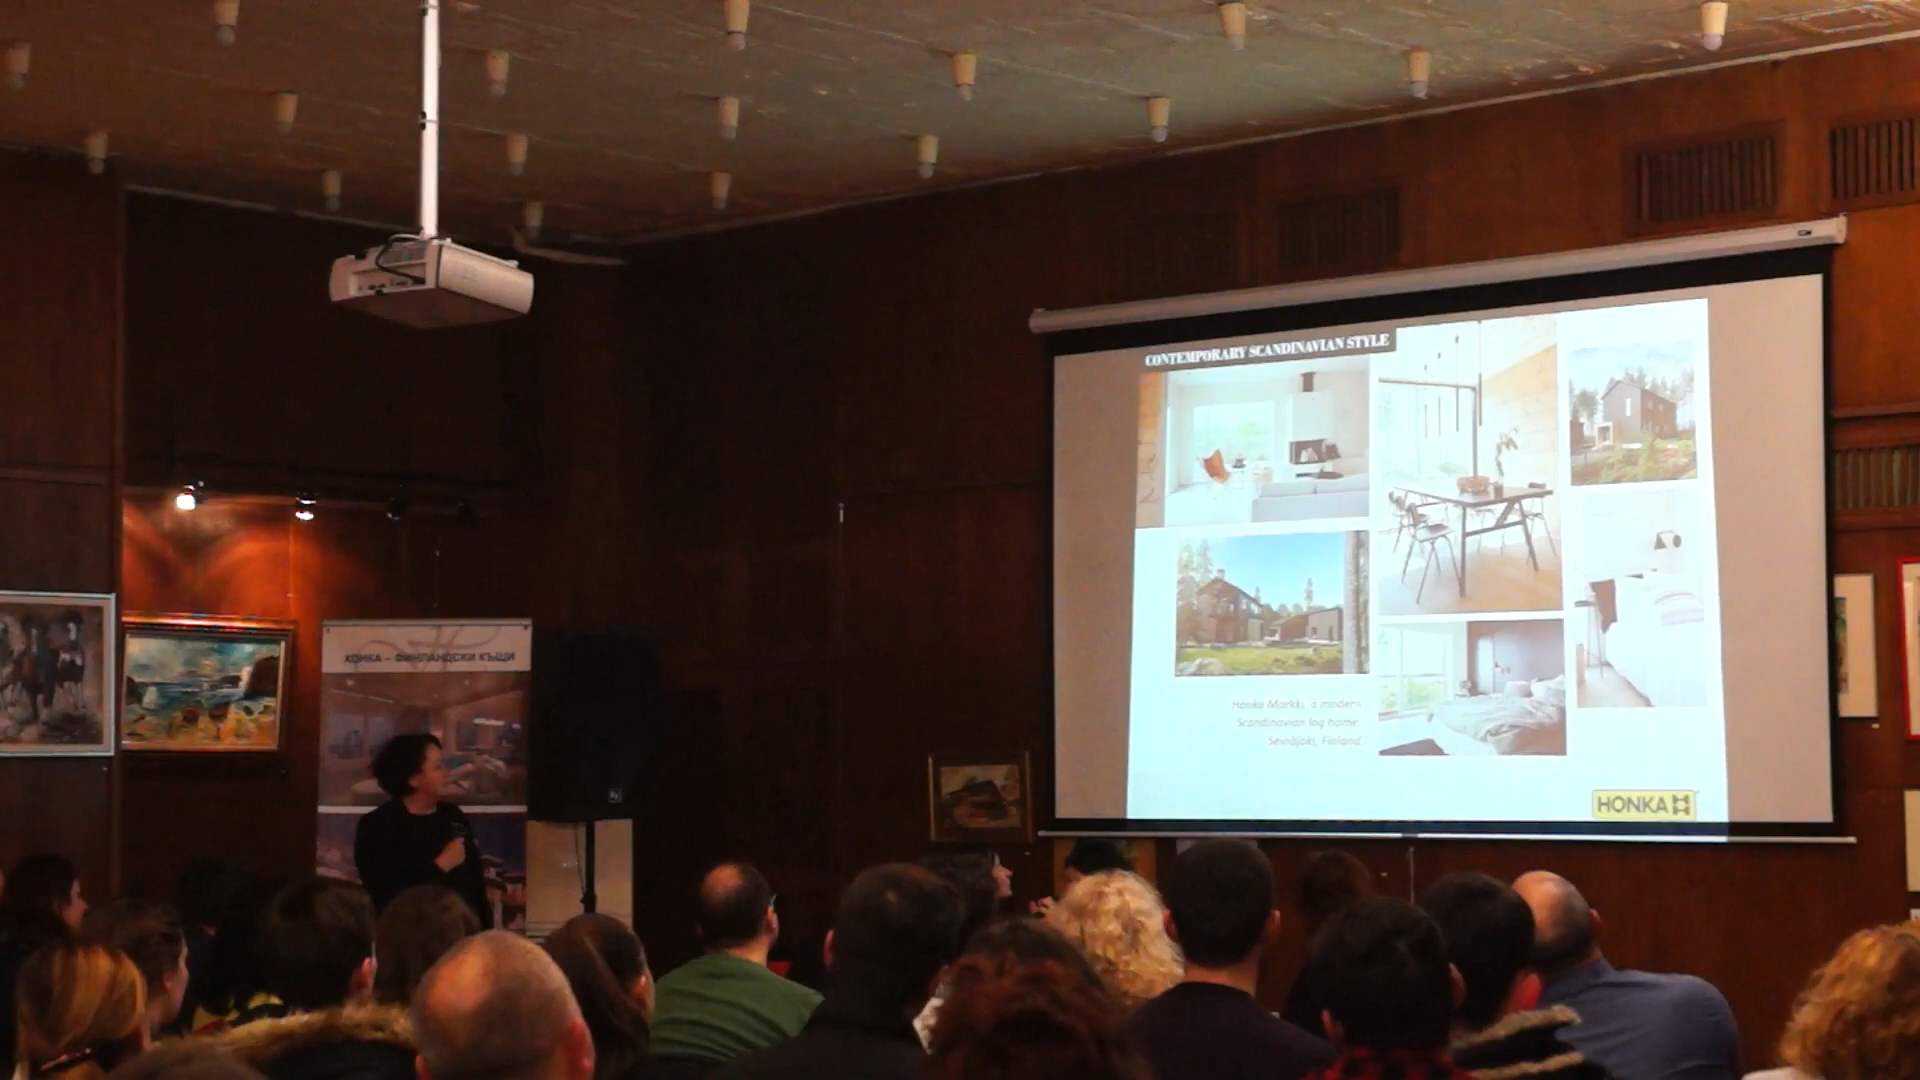 CONTEMPORARY SCANDINAVIAN STYLE
Honka Markki, a modern
Scandinavian log home
Seinäjoki, Finland
HONKA
ХОНКА – ФИНЛАНДСКИ КЪЩИ